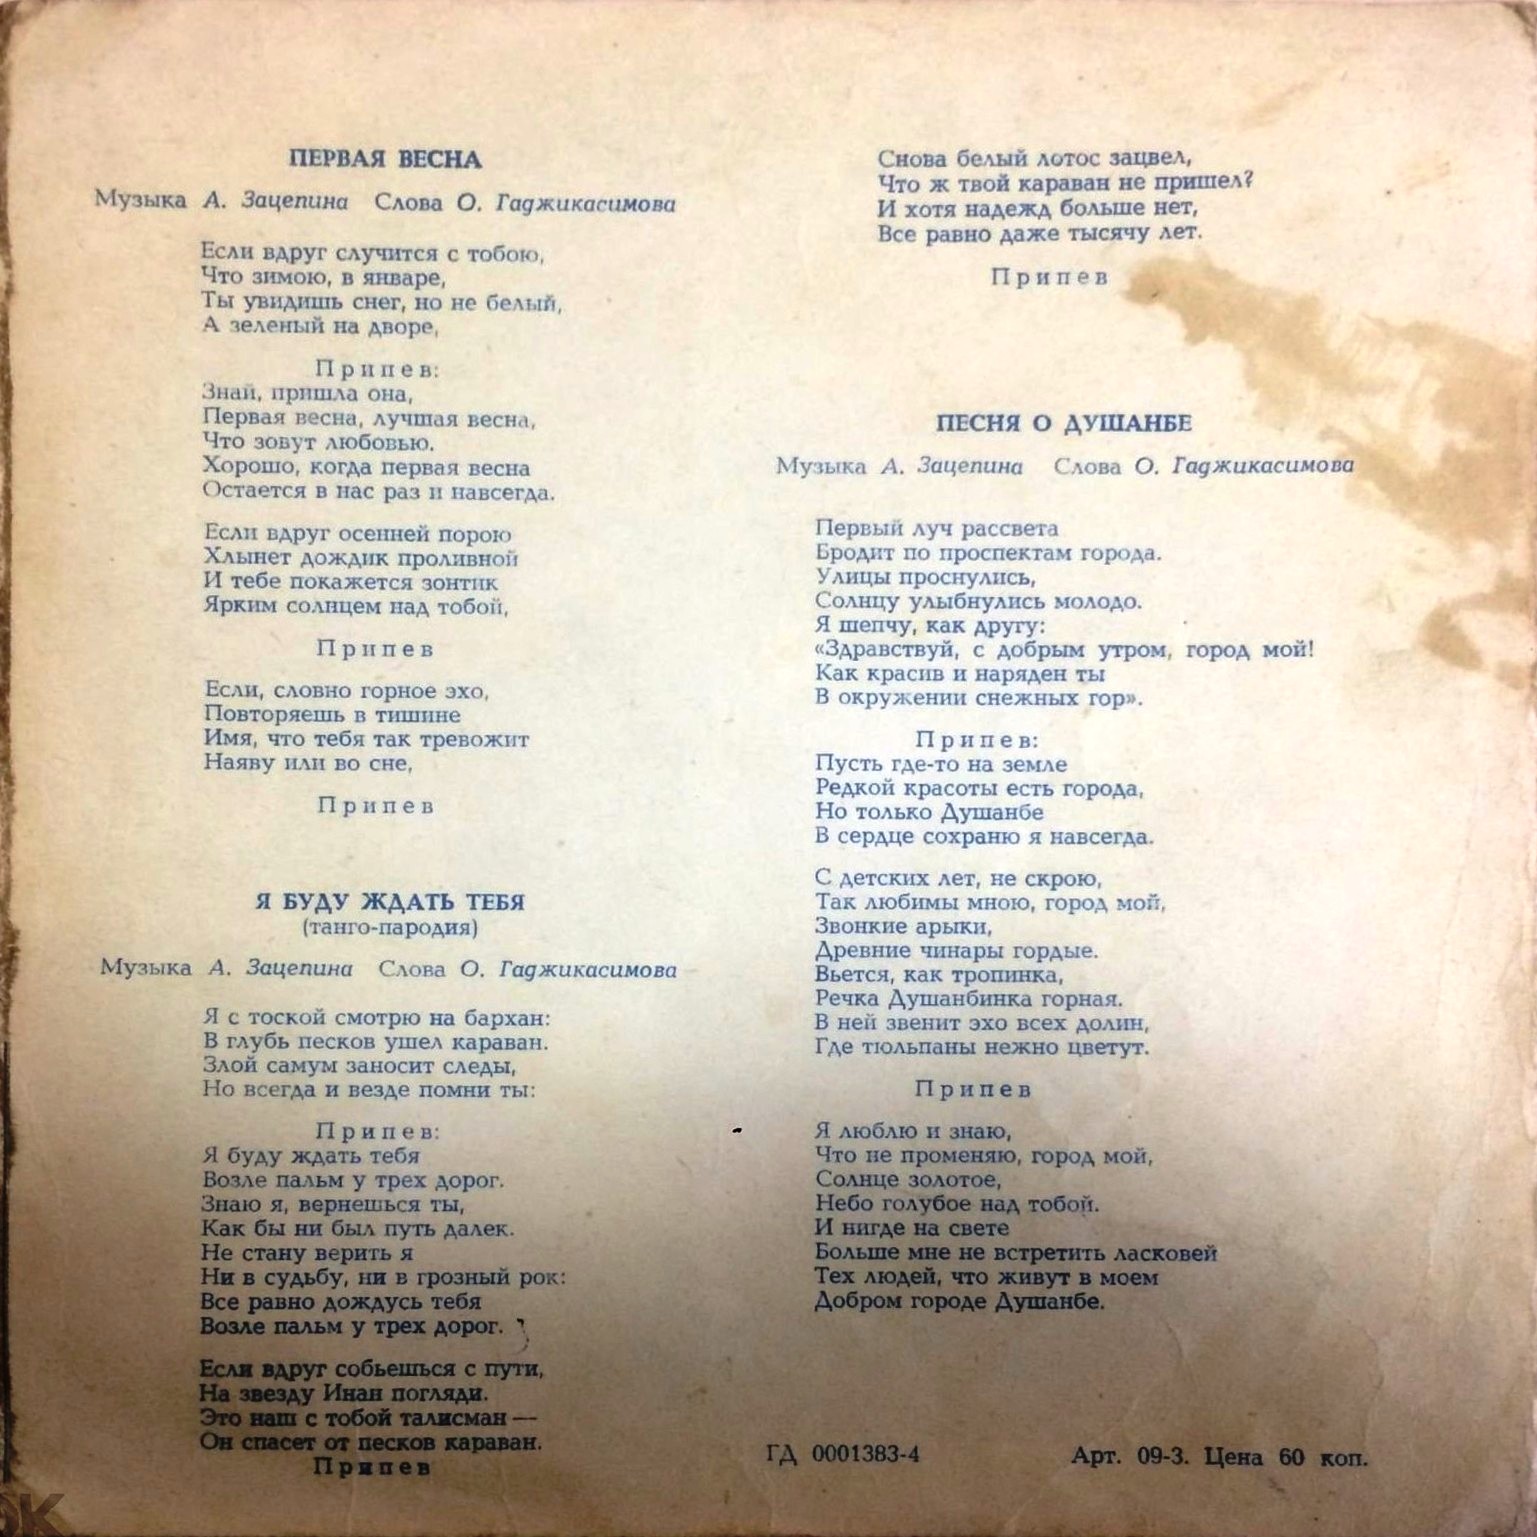 ПЕРВАЯ ВЕСНА
Музыка А. Зацепина Слова О. Гаджикасимова
Если вдруг случится с тобою,
Что зимою, в январе,
Ты увидишь снег, но не белый,
А зеленый на дворе,
Припев:
Знай, пришла она,
Первая весна, лучшая весна,
Что зовут любовью.
Хорошо, когда первая весна
Остается в нас раз и навсегда.
Если вдруг осенней порою
Хлынет дождик проливной
И тебе покажется зонтик
Ярким солнцем над тобой,
Припев
Если, словно горное эхо,
Повторяешь в тишине
Имя, что тебя так тревожит
Наяву или во сне,
Припев
Я БУДУ ЖДАТЬ ТЕБЯ
(танго-пародия)
Музыка А. Зацепина Слова О. Гаджикасимова
Я с тоской смотрю на бархан:
В глубь песков ушел караван.
Злой самум заносит следы,
Но всегда и везде помни ты:
Припев:
Я буду ждать тебя
Возле пальм у трех дорог.
Знаю я, вернешься ты,
Как бы ни был путь далек.
Не стану верить я
Ни в судьбу, ни в грозный рок:
Все равно дождусь тебя
Возле пальм у трех дорог.
Если вдруг собьешься с пути,
На звезду Инан погляди.
Это наш с тобой талисман —
Он спасет от песков караван.
Припев
Снова белый лотос зацвел,
Что ж твой караван не пришел?
И хотя надежд больше нет,
Все равно даже тысячу лет.
Припев
ПЕСНЯ О ДУШАНБЕ
Музыка А. Зацепина Слова О. Гаджикасимова
Первый луч рассвета
Бродит по проспектам города.
Улицы проснулись,
Солнцу улыбнулись молодо.
Я шепчу, как другу:
«Здравствуй, с добрым утром, город мой!
Как красив и наряден ты
В окружении снежных гор».
Припев:
Пусть где-то на земле
Редкой красоты есть города,
Но только Душанбе
В сердце сохраню я навсегда.
С детских лет, не скрою,
Так любимы мною, город мой,
Звонкие арыки,
Древние чинары гордые.
Вьется, как тропинка,
Речка Душанбинка горная.
В ней звенит эхо всех долин,
Где тюльпаны нежно цветут.
Припев
Я люблю и знаю,
Что не променяю, город мой,
Солнце золотое,
Небо голубое над тобой.
И нигде на свете
Больше мне не встретить ласковей
Тех людей, что живут в моем
Добром городе Душанбе.
ГД 0001383-4 Арт. 09-3. Цена 60 коп.